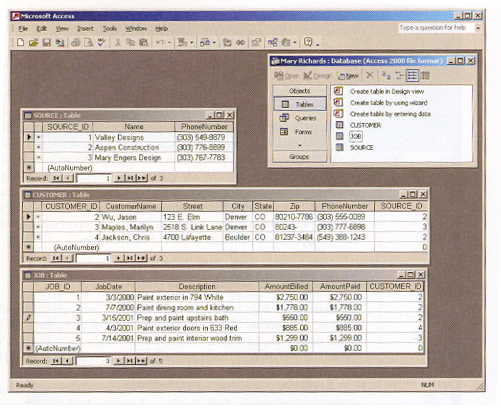 Microsoft Access
File Edit View Insert Tools Window Help
Type a question for help
Mary Richards : Database (Access 2000 file format)
Open Design New
Objects
Tables
Queries
Forms
Groups
Create table in Design view
Create table by using wizard
Create table by entering data
CUSTOMER
JOB
SOURCE
SOURCE : Table
SOURCE_ID Name PhoneNumber
1 Valley Designs (303) 549-8879
2 Aspen Construction (303) 776-8899
3 Mary Engers Design (303) 767-7783
(AutoNumber)
Record: 1 of 3
CUSTOMER : Table
CUSTOMER_ID CustomerName Street City State Zip PhoneNumber SOURCE_ID
2 Wu, Jason 123 E. Elm Denver CO 80210-7786 (303) 555-0089 2
3 Maples, Marilyn 2518 S. Link Lane Denver CO 80243- (303) 777-6898 3
4 Jackson, Chris 4700 Lafayette Boulder CO 81237-3484 (549) 388-1243 2
(AutoNumber) 0
Record: 1 of 3
JOB : Table
JOB_ID JobDate Description AmountBilled AmountPaid CUSTOMER_ID
1 3/3/2000 Paint exterior in 794 White $2,750.00 $2,750.00 2
2 7/7/2000 Paint dining room and kitchen $1,778.00 $1,778.00 2
3 3/15/2001 Prep and paint upstairs bath $550.00 $550.00 2
4 4/3/2001 Paint exterior doors in 633 Red $885.00 $885.00 4
5 7/14/2001 Prep and paint interior wood trim $1,299.00 $1,299.00 3
(AutoNumber) $0.00 $0.00 0
Record: 3 of 5
Ready NUM